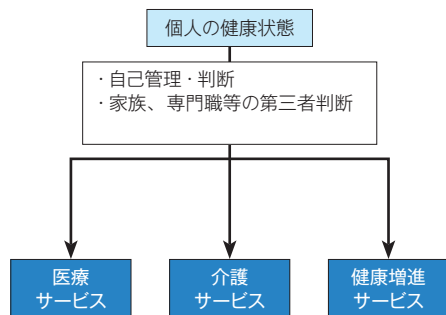 個人の健康状態
・自己管理・判断
・家族、専門職等の第三者判断
医療
サービス
介護
サービス
健康増進
サービス